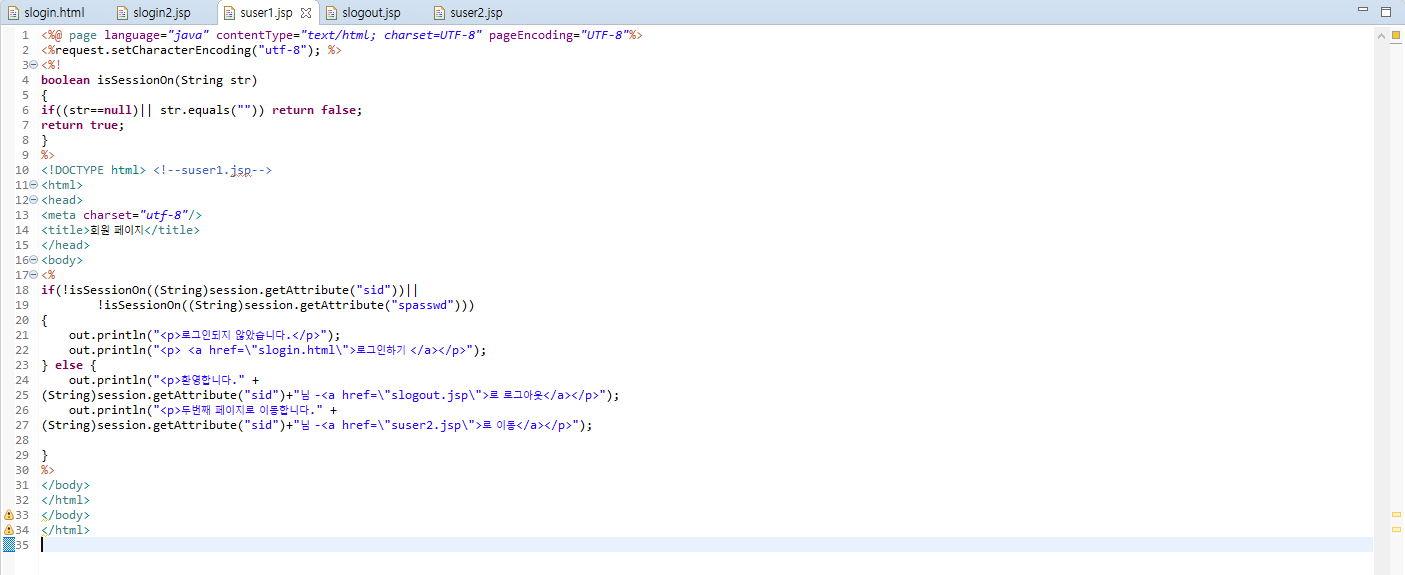 slogin.html slogin2.jsp suser1.jsp slogout.jsp suser2.jsp
1 <%@ page language="java" contentType="text/html; charset=UTF-8" pageEncoding="UTF-8"%>
2 <%request.setCharacterEncoding("utf-8"); %>
3 <%!
4 boolean isSessionOn(String str)
5 {
6 if((str==null)|| str.equals("")) return false;
7 return true;
8 }
9 %>
10 <!DOCTYPE html> <!--suser1.jsp-->
11 <html>
12 <head>
13 <meta charset="utf-8"/>
14 <title>회원 페이지</title>
15 </head>
16 <body>
17 <%
18 if(!isSessionOn((String)session.getAttribute("sid"))||
19 !isSessionOn((String)session.getAttribute("spasswd")))
20 {
21 out.println("<p>로그인되지 않았습니다.</p>");
22 out.println("<p> <a href=\"slogin.html\">로그인하기 </a></p>");
23 } else {
24 out.println("<p>환영합니다." +
25 (String)session.getAttribute("sid")+"님 -<a href=\"slogout.jsp\">로 로그아웃</a></p>");
26 out.println("<p>두번째 페이지로 이동합니다." +
27 (String)session.getAttribute("sid")+"님 -<a href=\"suser2.jsp\">로 이동</a></p>");
28
29 }
30 %>
31 </body>
32 </html>
33 </body>
34 </html>
35